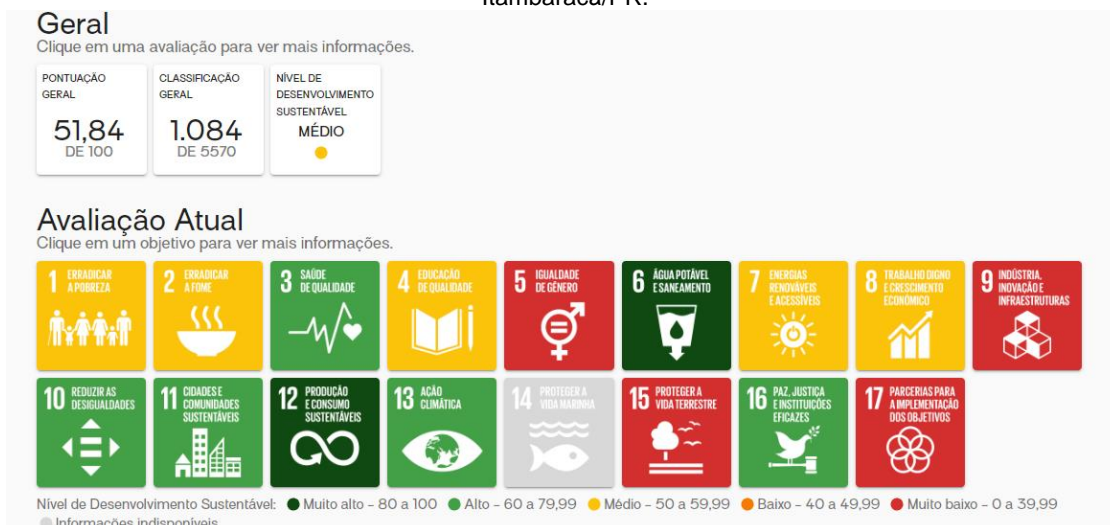 Itambaracá/PR.
Geral
Clique em uma avaliação para ver mais informações.
PONTUAÇÃO
GERAL
51,84
DE 100
CLASSIFICAÇÃO
GERAL
1.084
DE 5570
NÍVEL DE
DESENVOLVIMENTO
SUSTENTÁVEL
MÉDIO
Avaliação Atual
Clique em um objetivo para ver mais informações.
1 ERRADICAR
A POBREZA
2 ERRADICAR
A FOME
3 SAÚDE
DE QUALIDADE
4 EDUCAÇÃO
DE QUALIDADE
5 IGUALDADE
DE GÉNERO
6 ÁGUA POTÁVEL
E SANEAMENTO
7 ENERGIAS
RENOVÁVEIS
E ACESSÍVEIS
8 TRABALHO DIGNO
E CRESCIMENTO
ECONÓMICO
9 INDÚSTRIA,
INOVAÇÃO E
INFRAESTRUTURAS
10 REDUZIR AS
DESIGUALDADES
11 CIDADES E
COMUNIDADES
SUSTENTÁVEIS
12 PRODUÇÃO
E CONSUMO
SUSTENTÁVEIS
13 AÇÃO
CLIMÁTICA
14 PROTEGER A
VIDA MARINHA
15 PROTEGER A
VIDA TERRESTRE
16 PAZ, JUSTIÇA
E INSTITUIÇÕES
EFICAZES
17 PARCERIAS PARA
A IMPLEMENTAÇÃO
DOS OBJETIVOS
Nível de Desenvolvimento Sustentável: Muito alto - 80 a 100 Alto - 60 a 79,99 Médio - 50 a 59,99 Baixo - 40 a 49,99 Muito baixo - 0 a 39,99
Informações indisponíveis